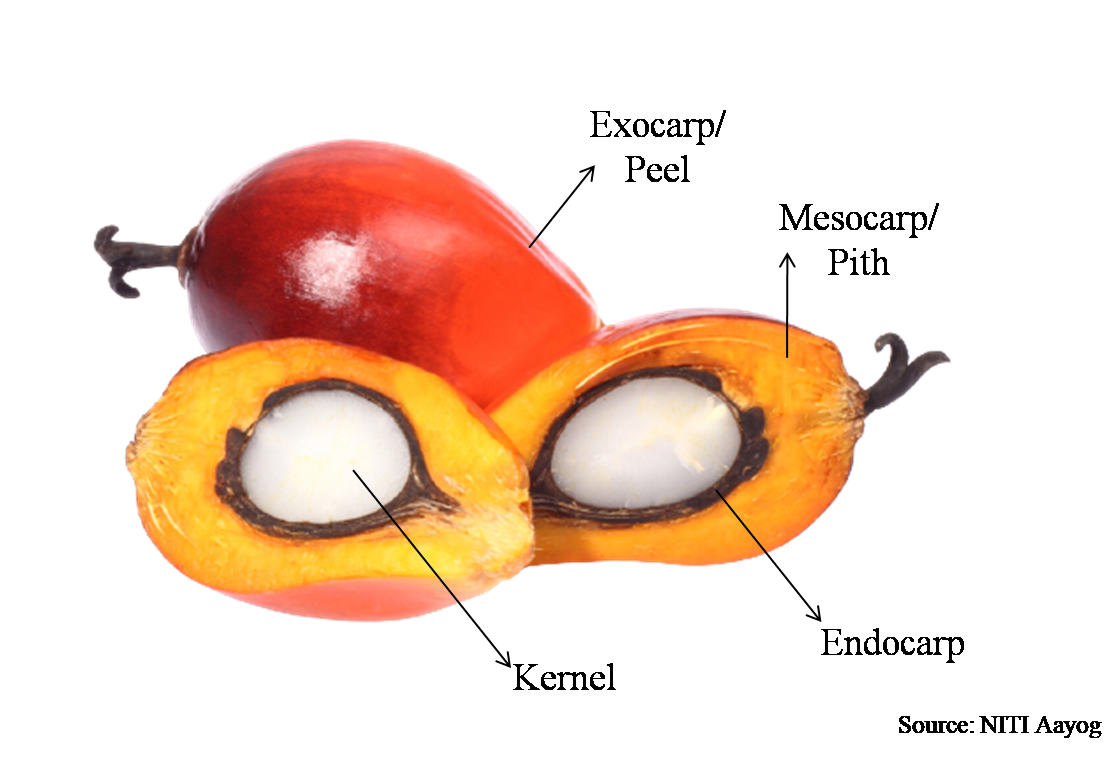 Exocarp/
Peel
Mesocarp/
Pith
Endocarp
Kernel
Source: NITI Aayog